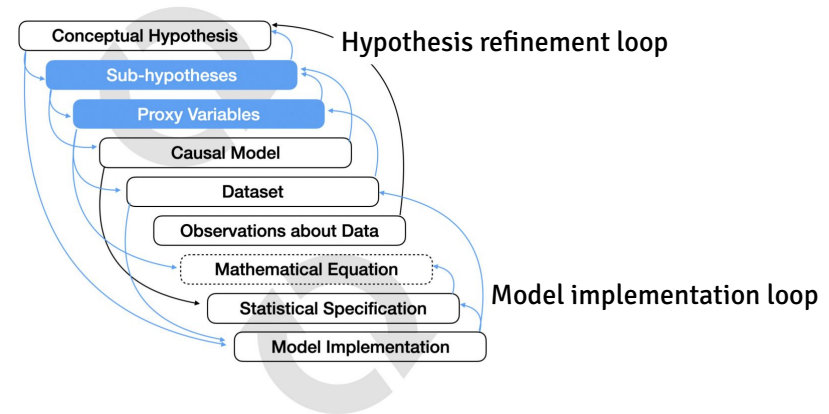 Conceptual Hypothesis
Hypothesis refinement loop
Sub-hypotheses
Proxy Variables
Causal Model
Dataset
Observations about Data
Mathematical Equation
Model implementation loop
Statistical Specification
Model Implementation